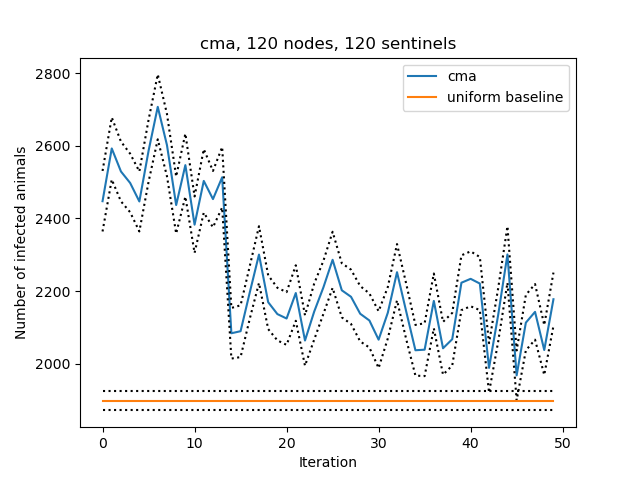 cma, 120 nodes, 120 sentinels
cma
uniform baseline
Number of infected animals
2800
2600
2400
2200
2000
0 10 20 30 40 50
Iteration